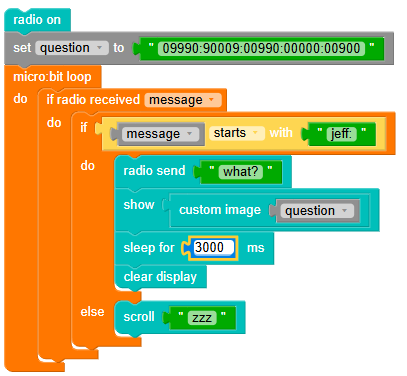 radio on
set question to " 09990:90009:00990:00000:00900 "
micro:bit loop
do if radio received message
do if message starts with " jeff: "
do radio send " what? "
show custom image question
sleep for 3000 ms
clear display
else scroll " zzz "